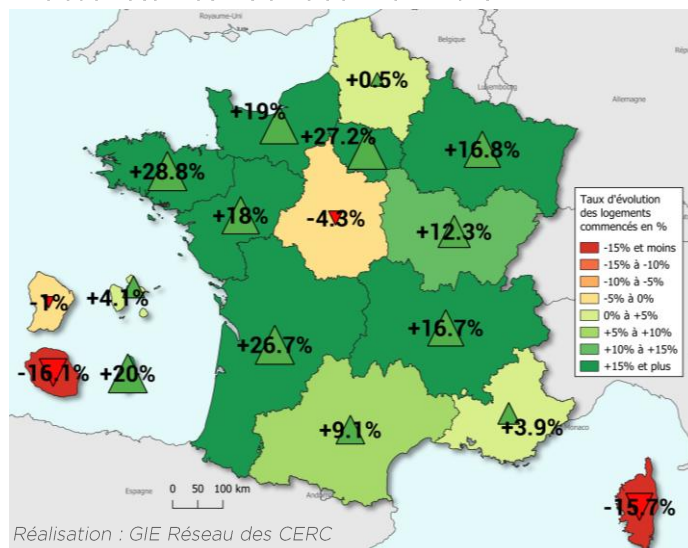 Royaume-Uni
Belgique
Luxembourg
Allemagne
+0.5%
+19%
+27.2%
+16.8%
+28.8%
+18%
-4.3%
+12.3%
Taux d'évolution
des logements
commencés en %
-15% et moins
-15% à -10%
-10% à -5%
-5% à 0%
0% à +5%
+5% à +10%
+10% à +15%
+15% et plus
-1%
+4.1%
-16.1%
+20%
+26.7%
+16.7%
+9.1%
+3.9%
Monaco
Espagne
0 50 100 km
-15.7%
Réalisation : GIE Réseau des CERC